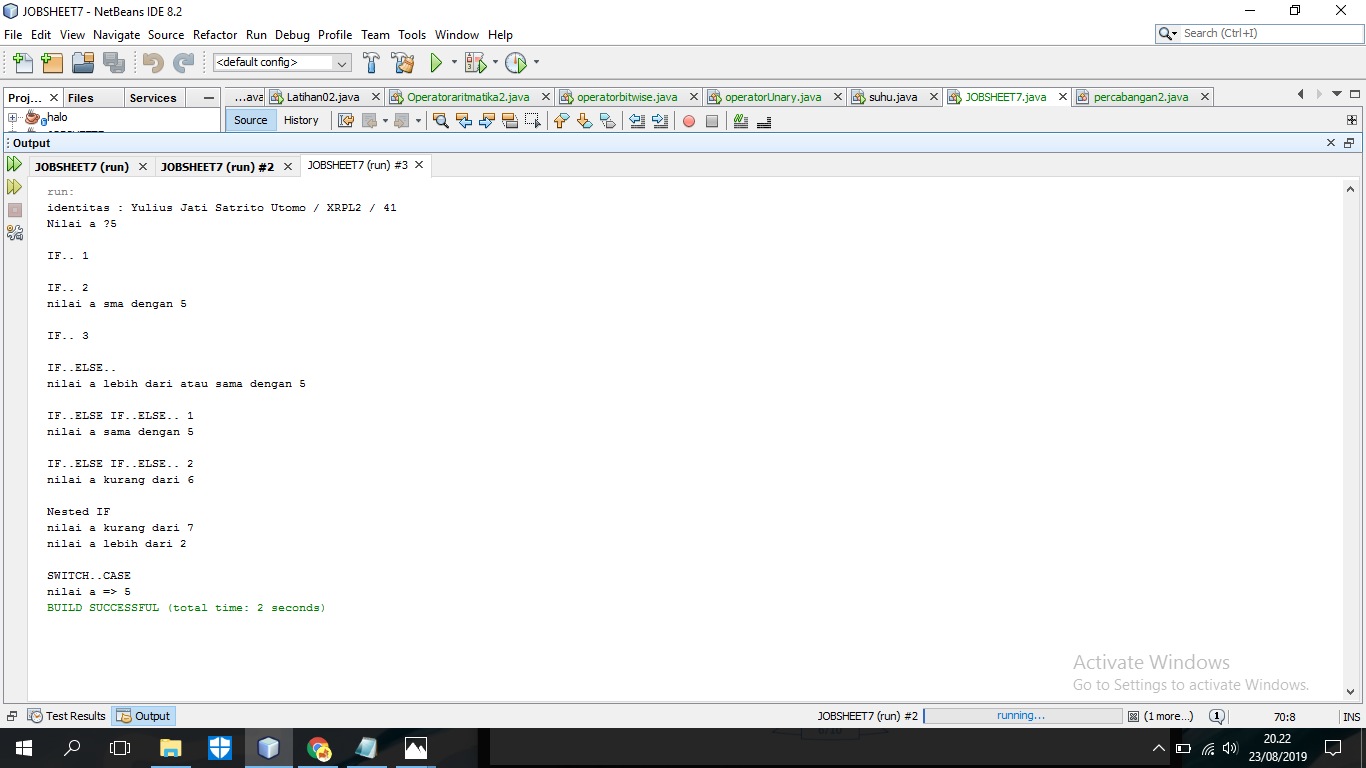 JOBSHEET7 - NetBeans IDE 8.2
File Edit View Navigate Source Refactor Run Debug Profile Team Tools Window Help
Search (Ctrl+I)
<default config>
Proj... Files Services
...ava Latihan02.java Operatoraritmatika2.java operatorbitwise.java operatorUnary.java suhu.java JOBSHEET7.java percabangan2.java
halo
Source History
Output
JOBSHEET7 (run) JOBSHEET7 (run) #2 JOBSHEET7 (run) #3
run:
identitas : Yulius Jati Satrito Utomo / XRPL2 / 41
Nilai a ?5
IF.. 1
IF.. 2
nilai a sma dengan 5
IF.. 3
IF..ELSE..
nilai a lebih dari atau sama dengan 5
IF..ELSE IF..ELSE.. 1
nilai a sama dengan 5
IF..ELSE IF..ELSE.. 2
nilai a kurang dari 6
Nested IF
nilai a kurang dari 7
nilai a lebih dari 2
SWITCH..CASE
nilai a => 5
BUILD SUCCESSFUL (total time: 2 seconds)
Activate Windows
Go to Settings to activate Windows.
Test Results Output
JOBSHEET7 (run) #2 running... (1 more...) 1 70:8 INS
20.22
23/08/2019